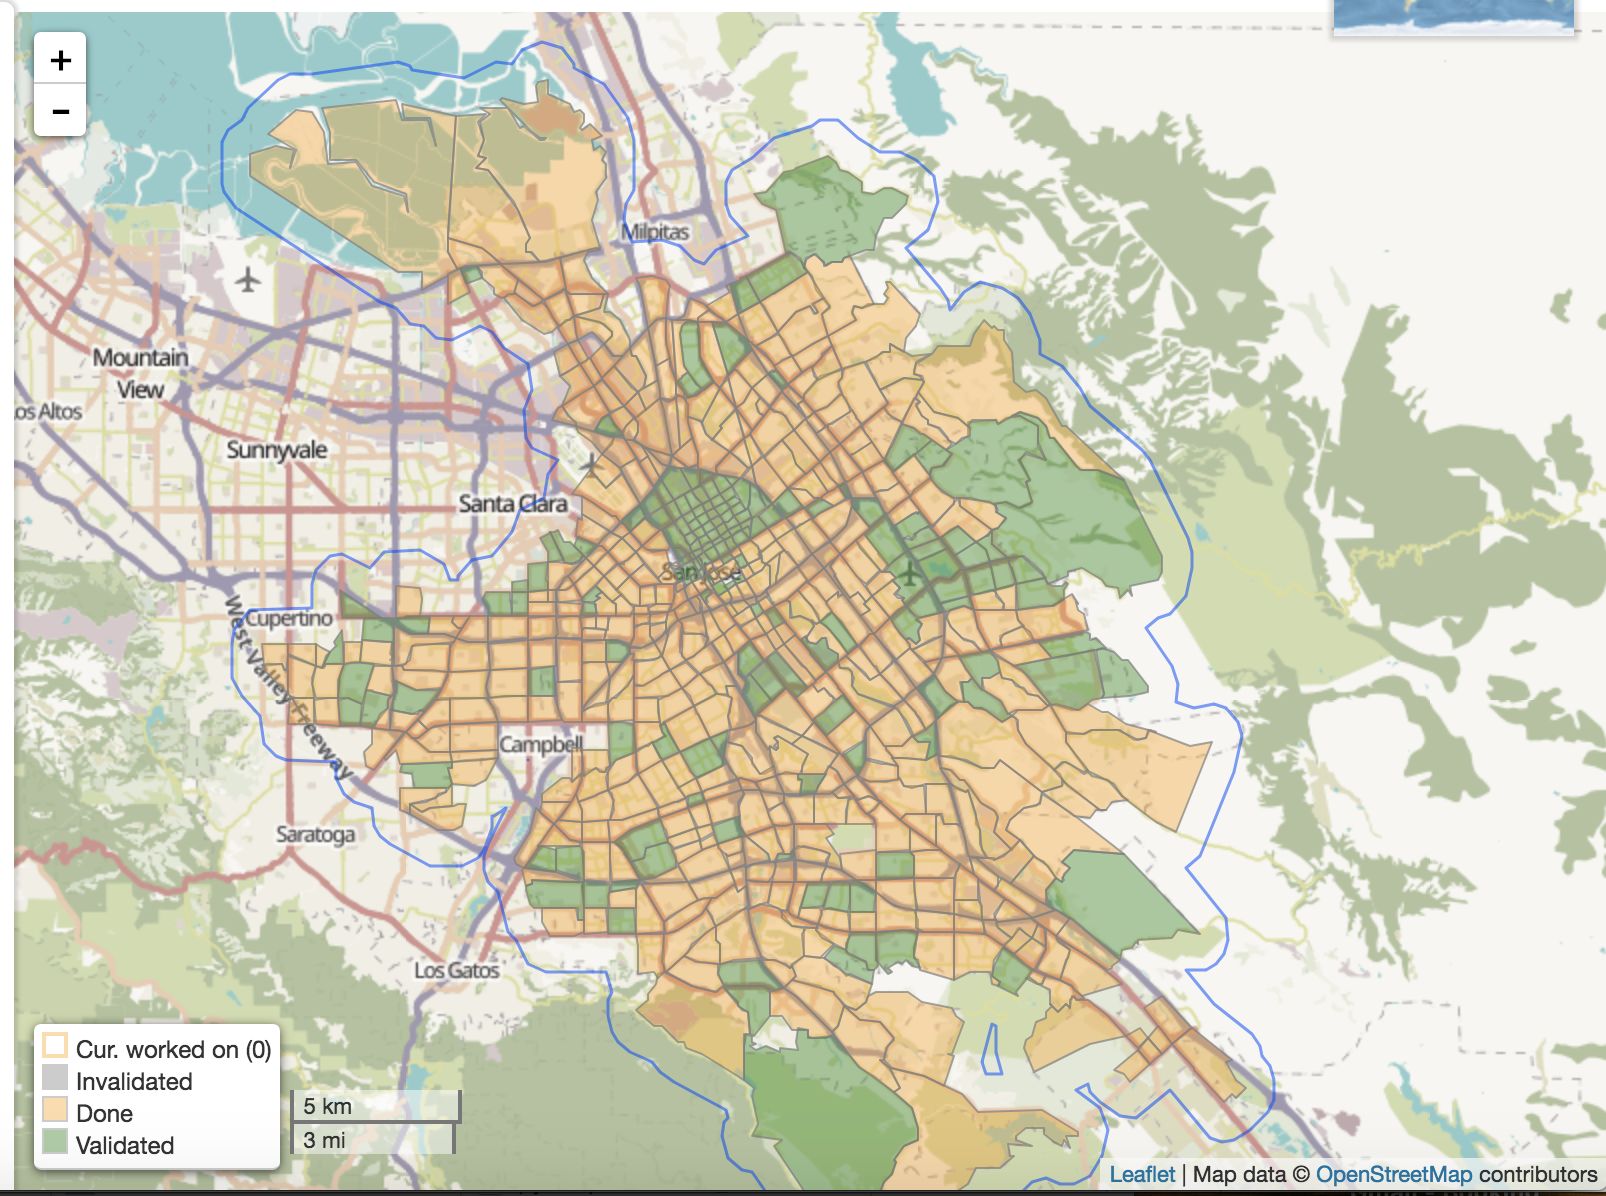 +
−
Milpitas
Mountain
View
os Altos
Sunnyvale
Santa Clara
San Jose
Cupertino
West Valley Freeway
Campbell
Saratoga
Los Gatos
Cur. worked on (0)
Invalidated
Done
Validated
5 km
3 mi
Leaflet | Map data © OpenStreetMap contributors